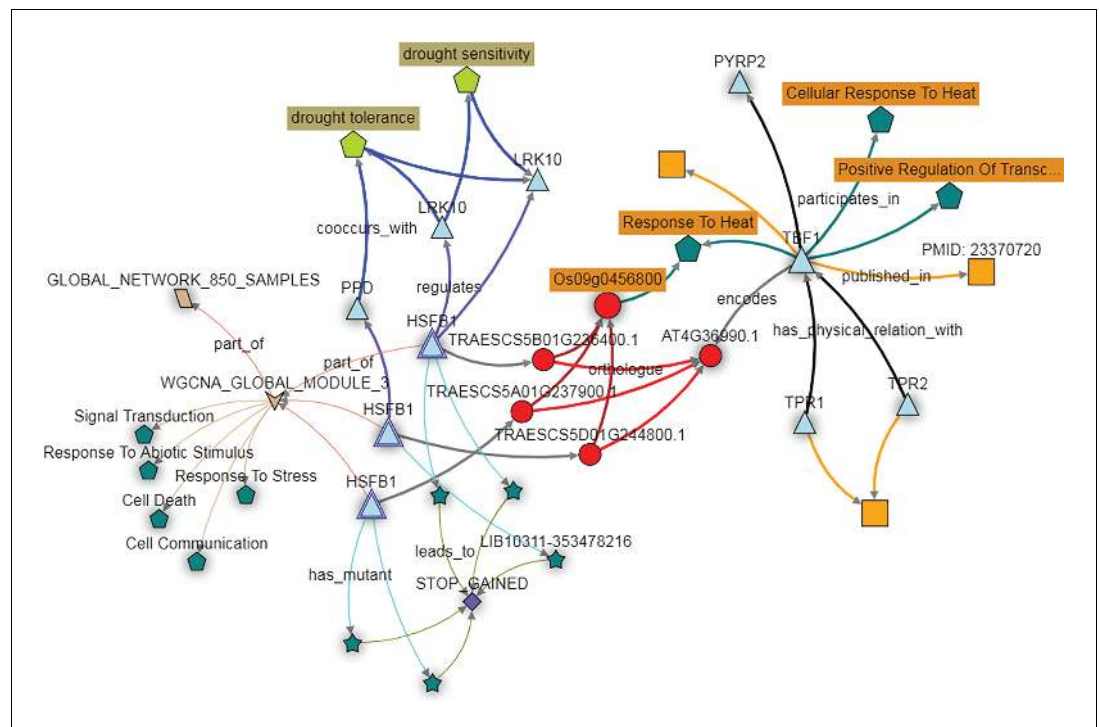 drought sensitivity
PYRP2
Cellular Response To Heat
drought tolerance
LRK10
Positive Regulation Of Transc...
participates_in
LRK10
Response To Heat
cooccurs_with
TBF1
PMID: 23370720
GLOBAL_NETWORK_850_SAMPLES
Os09g0456800
published_in
PPD
regulates
encodes
HSFB1
has_physical_relation_with
TRAESCS5B01G236400.1
AT4G36990.1
part_of
part_of
orthologue
WGCNA_GLOBAL_MODULE_3
TRAESCS5A01G237900.1
TPR2
TPR1
Signal Transduction
HSFB1
TRAESCS5D01G244800.1
Response To Abiotic Stimulus
Response To Stress
HSFB1
Cell Death
Cell Communication
LIB10311-353478216
leads_to
has_mutant
STOP_GAINED